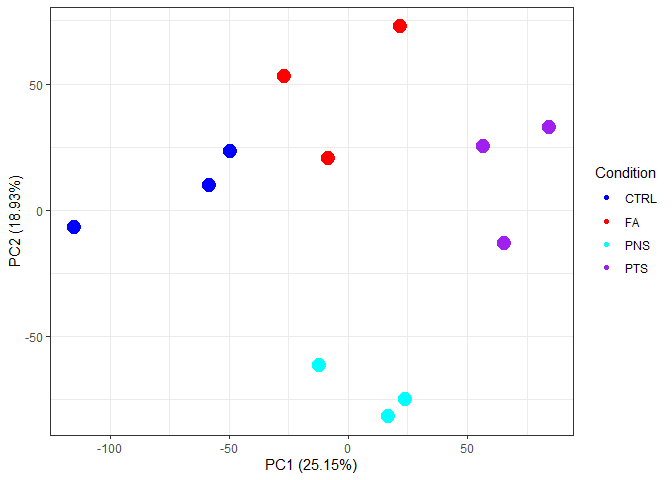 50
0
-50
PC2 (18.93%)
-100
-50
0
50
PC1 (25.15%)
Condition
CTRL
FA
PNS
PTS